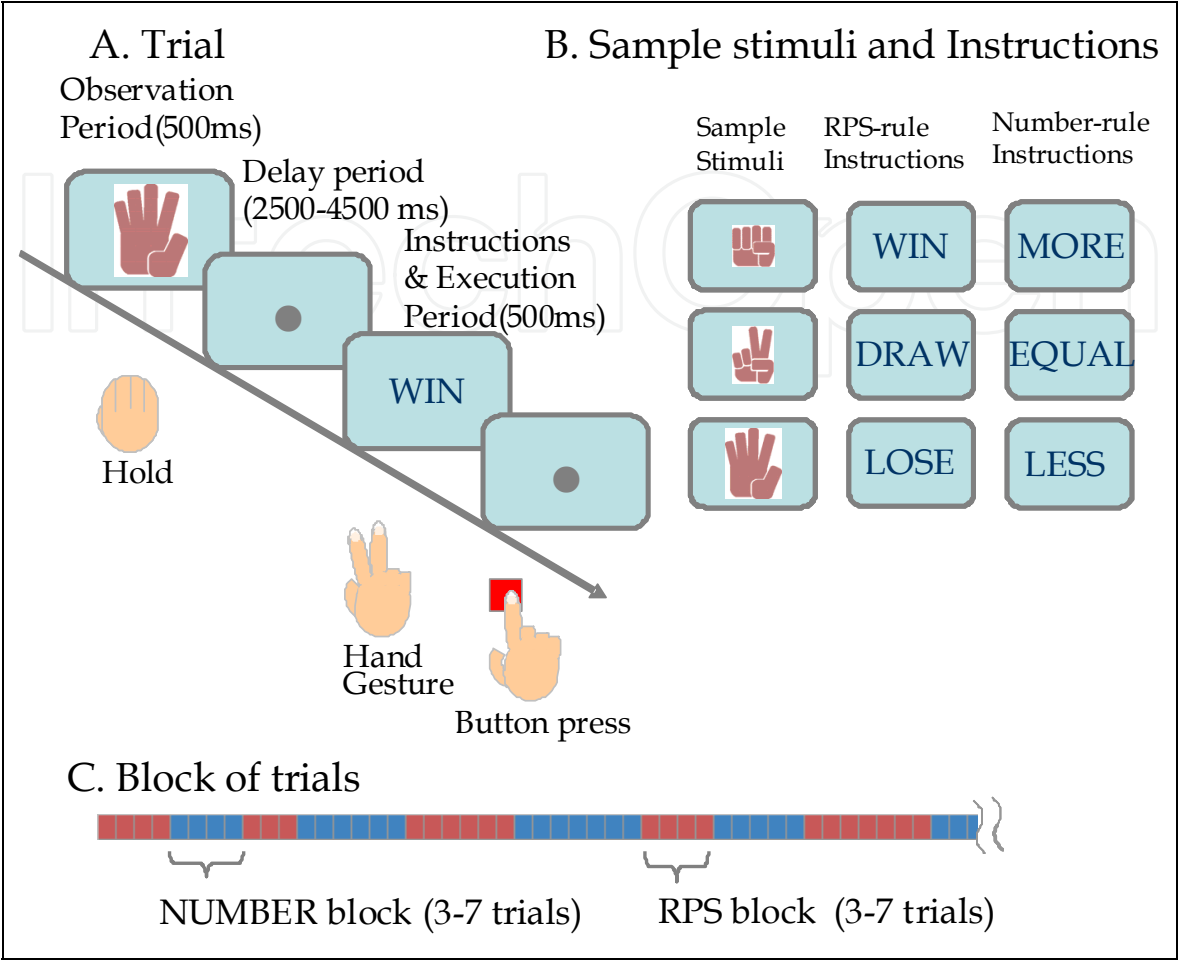 A. Trial
Observation
Period(500ms)
Delay period
(2500-4500 ms)
Instructions
& Execution
Period(500ms)
WIN
Hold
Hand
Gesture
Button press
B. Sample stimuli and Instructions
Sample
Stimuli
RPS-rule
Instructions
Number-rule
Instructions
WIN
MORE
DRAW
EQUAL
LOSE
LESS
C. Block of trials
NUMBER block (3-7 trials)
RPS block (3-7 trials)
InTechOpen